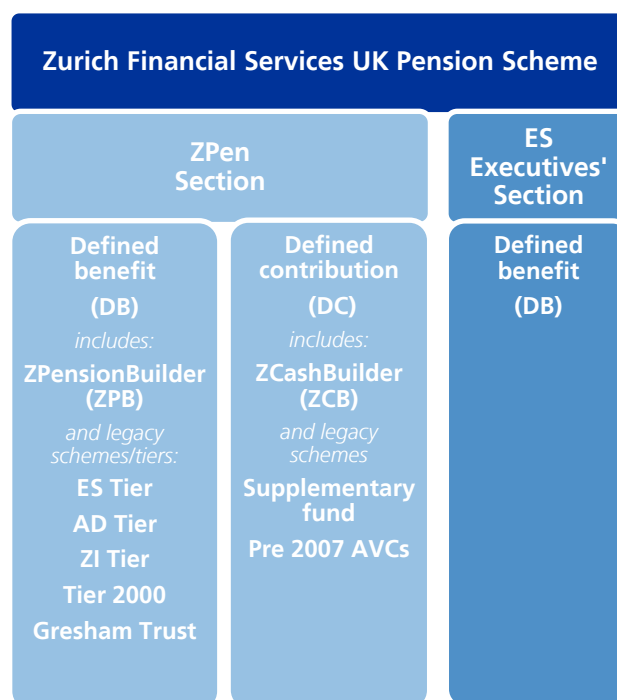 Zurich Financial Services UK Pension Scheme
ZPen
Section
ES
Executives'
Section
Defined
benefit
(DB)
includes:
ZPensionBuilder
(ZPB)
and legacy
schemes/tiers:
ES Tier
AD Tier
ZI Tier
Tier 2000
Gresham Trust
Defined
contribution
(DC)
includes:
ZCashBuilder
(ZCB)
and legacy
schemes
Supplementary
fund
Pre 2007 AVCs
Defined
benefit
(DB)